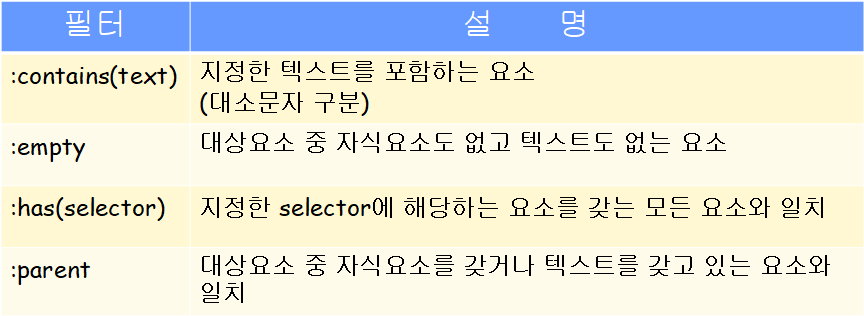 필터 설 명
:contains(text) 지정한 텍스트를 포함하는 요소
(대소문자 구분)
:empty 대상요소 중 자식요소도 없고 텍스트도 없는 요소
:has(selector) 지정한 selector에 해당하는 요소를 갖는 모든 요소와 일치
:parent 대상요소 중 자식요소를 갖거나 텍스트를 갖고 있는 요소와
일치